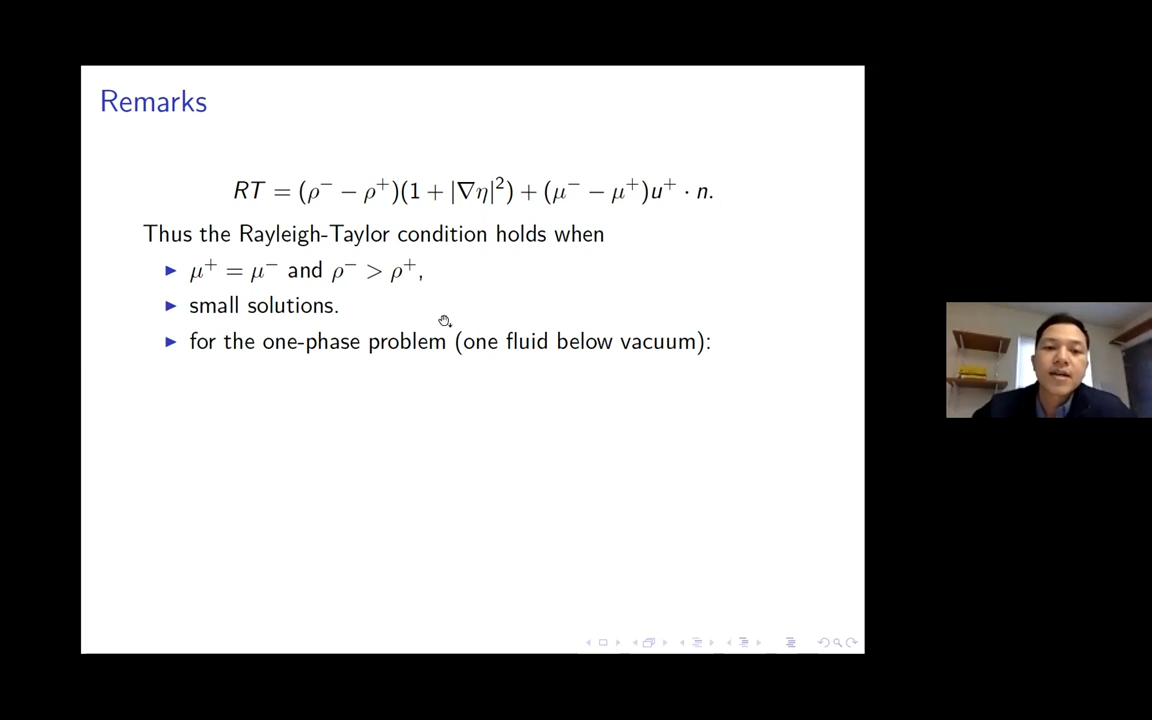 Remarks
RT = (ρ⁻ − ρ⁺)(1 + |∇η|²) + (μ⁻ − μ⁺)u⁺ · n.
Thus the Rayleigh-Taylor condition holds when
▶ μ⁺ = μ⁻ and ρ⁻ > ρ⁺,
▶ small solutions.
▶ for the one-phase problem (one fluid below vacuum):